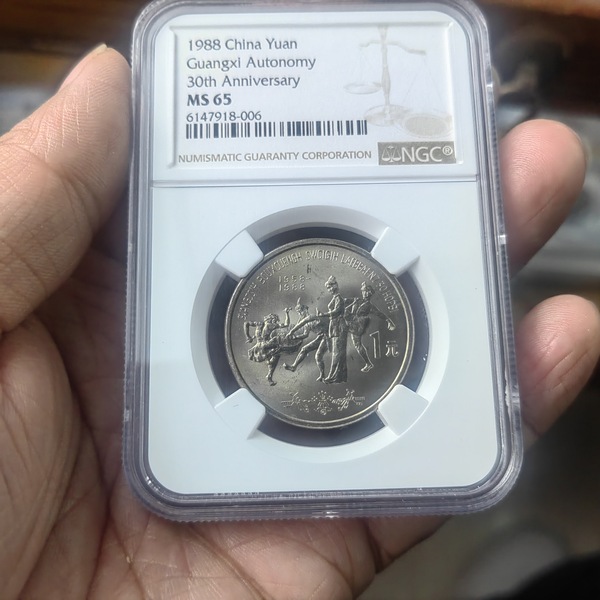 1988 China Yuan
Guangxi Autonomy
30th Anniversary
MS 65
6147918-006
NUMISMATIC GUARANTY CORPORATION
NGC®
1958
1988
1元